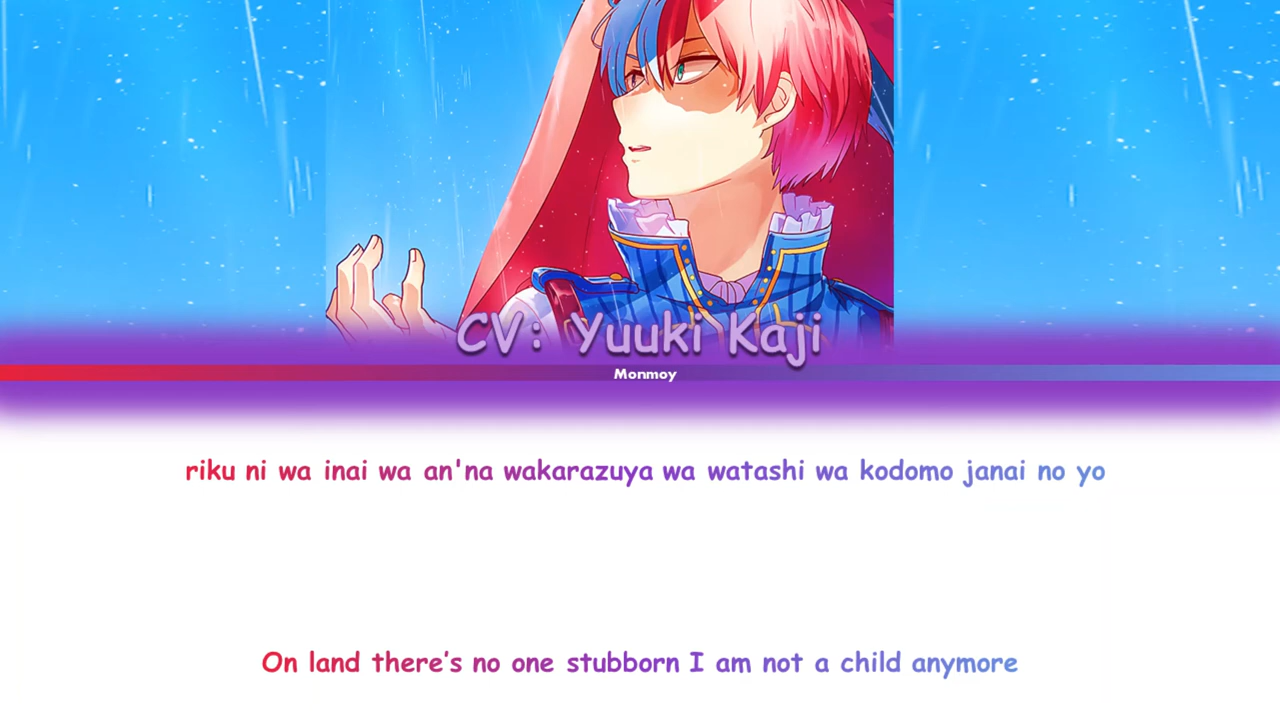 CV: Yuuki Kaji
Monmoy
riku ni wa inai wa an'na wakarazuya wa watashi wa kodomo janai no yo
On land there’s no one stubborn I am not a child anymore